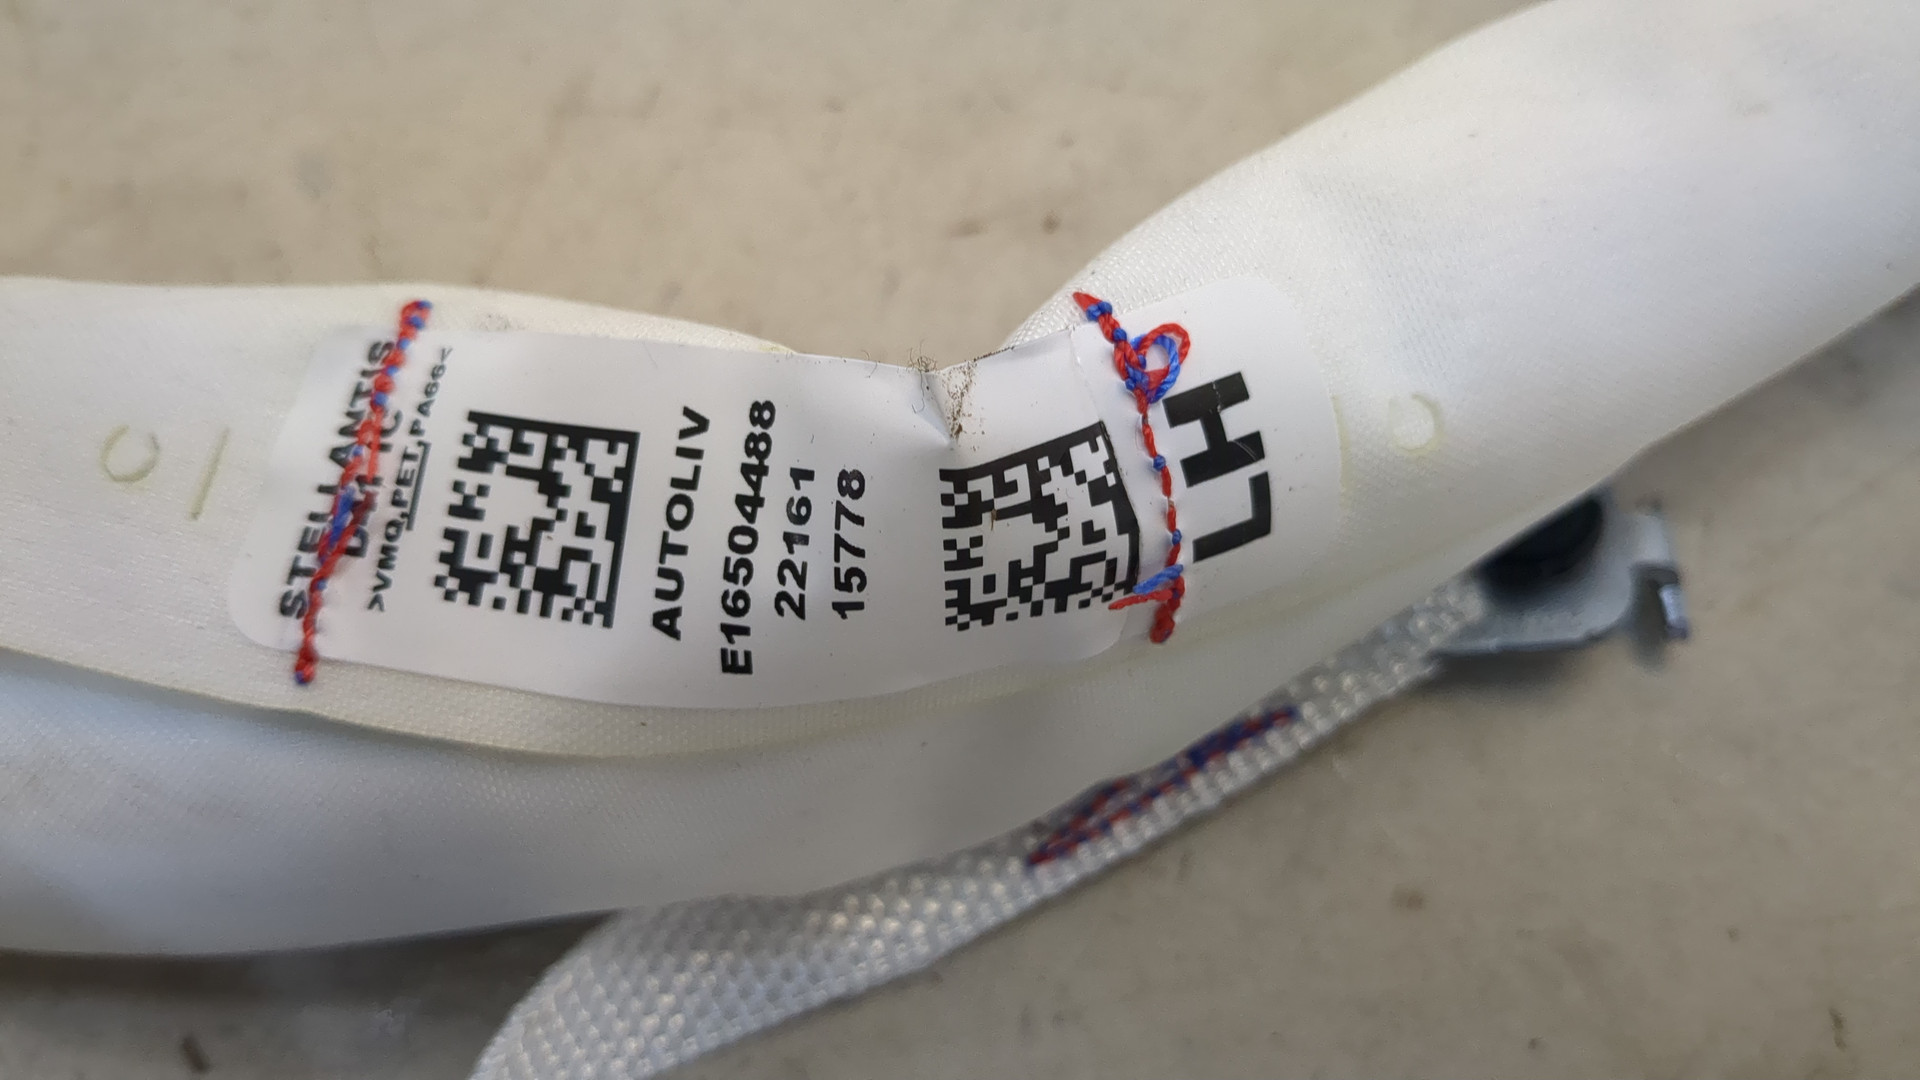 STELLANTIS
>VMQ,PET,PA66<
AUTOLIV
E16504488
22161
15778
LH